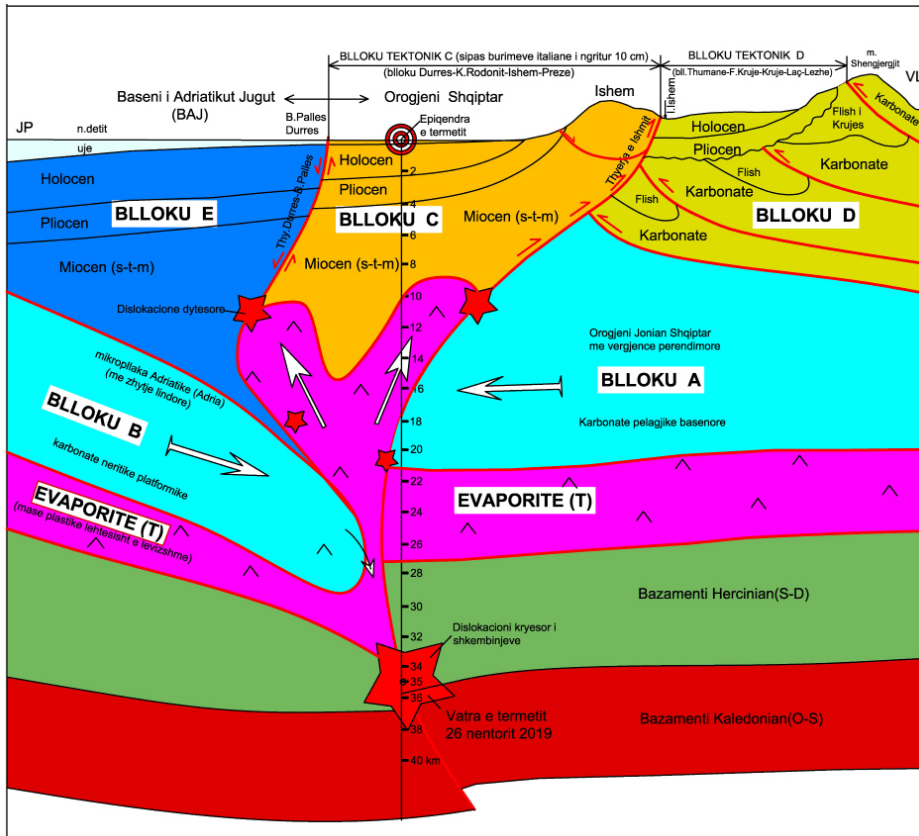 BLLOKU TEKTONIK C (sipas burimeve italiane i ngritur 10 cm)
(blloku Durres-K.Rodonit-Ishem-Preze)
BLLOKU TEKTONIK D
(bll.Thumane-F.Kruje-Kruje-Laç-Lezhe)
m.
Shengjergjit
VL
Baseni i Adriatikut Jugut
(BAJ)
B.Palles
Durres
Orogjeni Shqiptar
Ishem
l.Ishem
JP
n.detit
uje
Epiqendra
e termetit
Holocen
Pliocen
Miocen (s-t-m)
BLLOKU E
Thy.Durres-B.Palles
Holocen
Pliocen
BLLOKU C
Miocen (s-t-m)
Miocen (s-t-m)
Thyerja e Ishmit
Holocen
Pliocen
Flish
Flish i
Krujes
Karbonate
Karbonate
Karbonate
Flish
Karbonate
BLLOKU D
2
4
6
8
10
12
14
16
18
20
22
24
26
28
30
32
34
35
36
38
40 km
Dislokacione dytesore
mikropllaka Adriatike (Adria)
(me zhytje lindore)
BLLOKU B
karbonate neritike platformike
Orogjeni Jonian Shqiptar
me vergjence perendimore
BLLOKU A
Karbonate pelagjike basenore
EVAPORITE (T)
(mase plastike lehtesisht e levizshme)
EVAPORITE (T)
Bazamenti Hercinian(S-D)
Dislokacioni kryesor i
shkembinjeve
Vatra e termetit
26 nentorit 2019
Bazamenti Kaledonian(O-S)